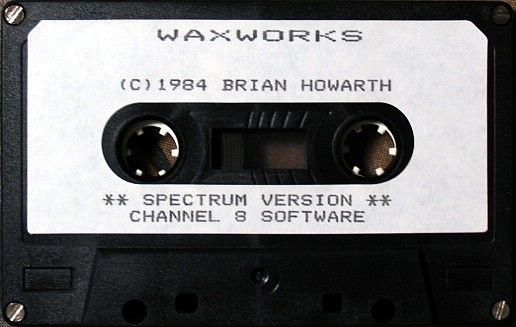 WAXWORKS
(C)1984 BRIAN HOWARTH
** SPECTRUM VERSION **
CHANNEL 8 SOFTWARE